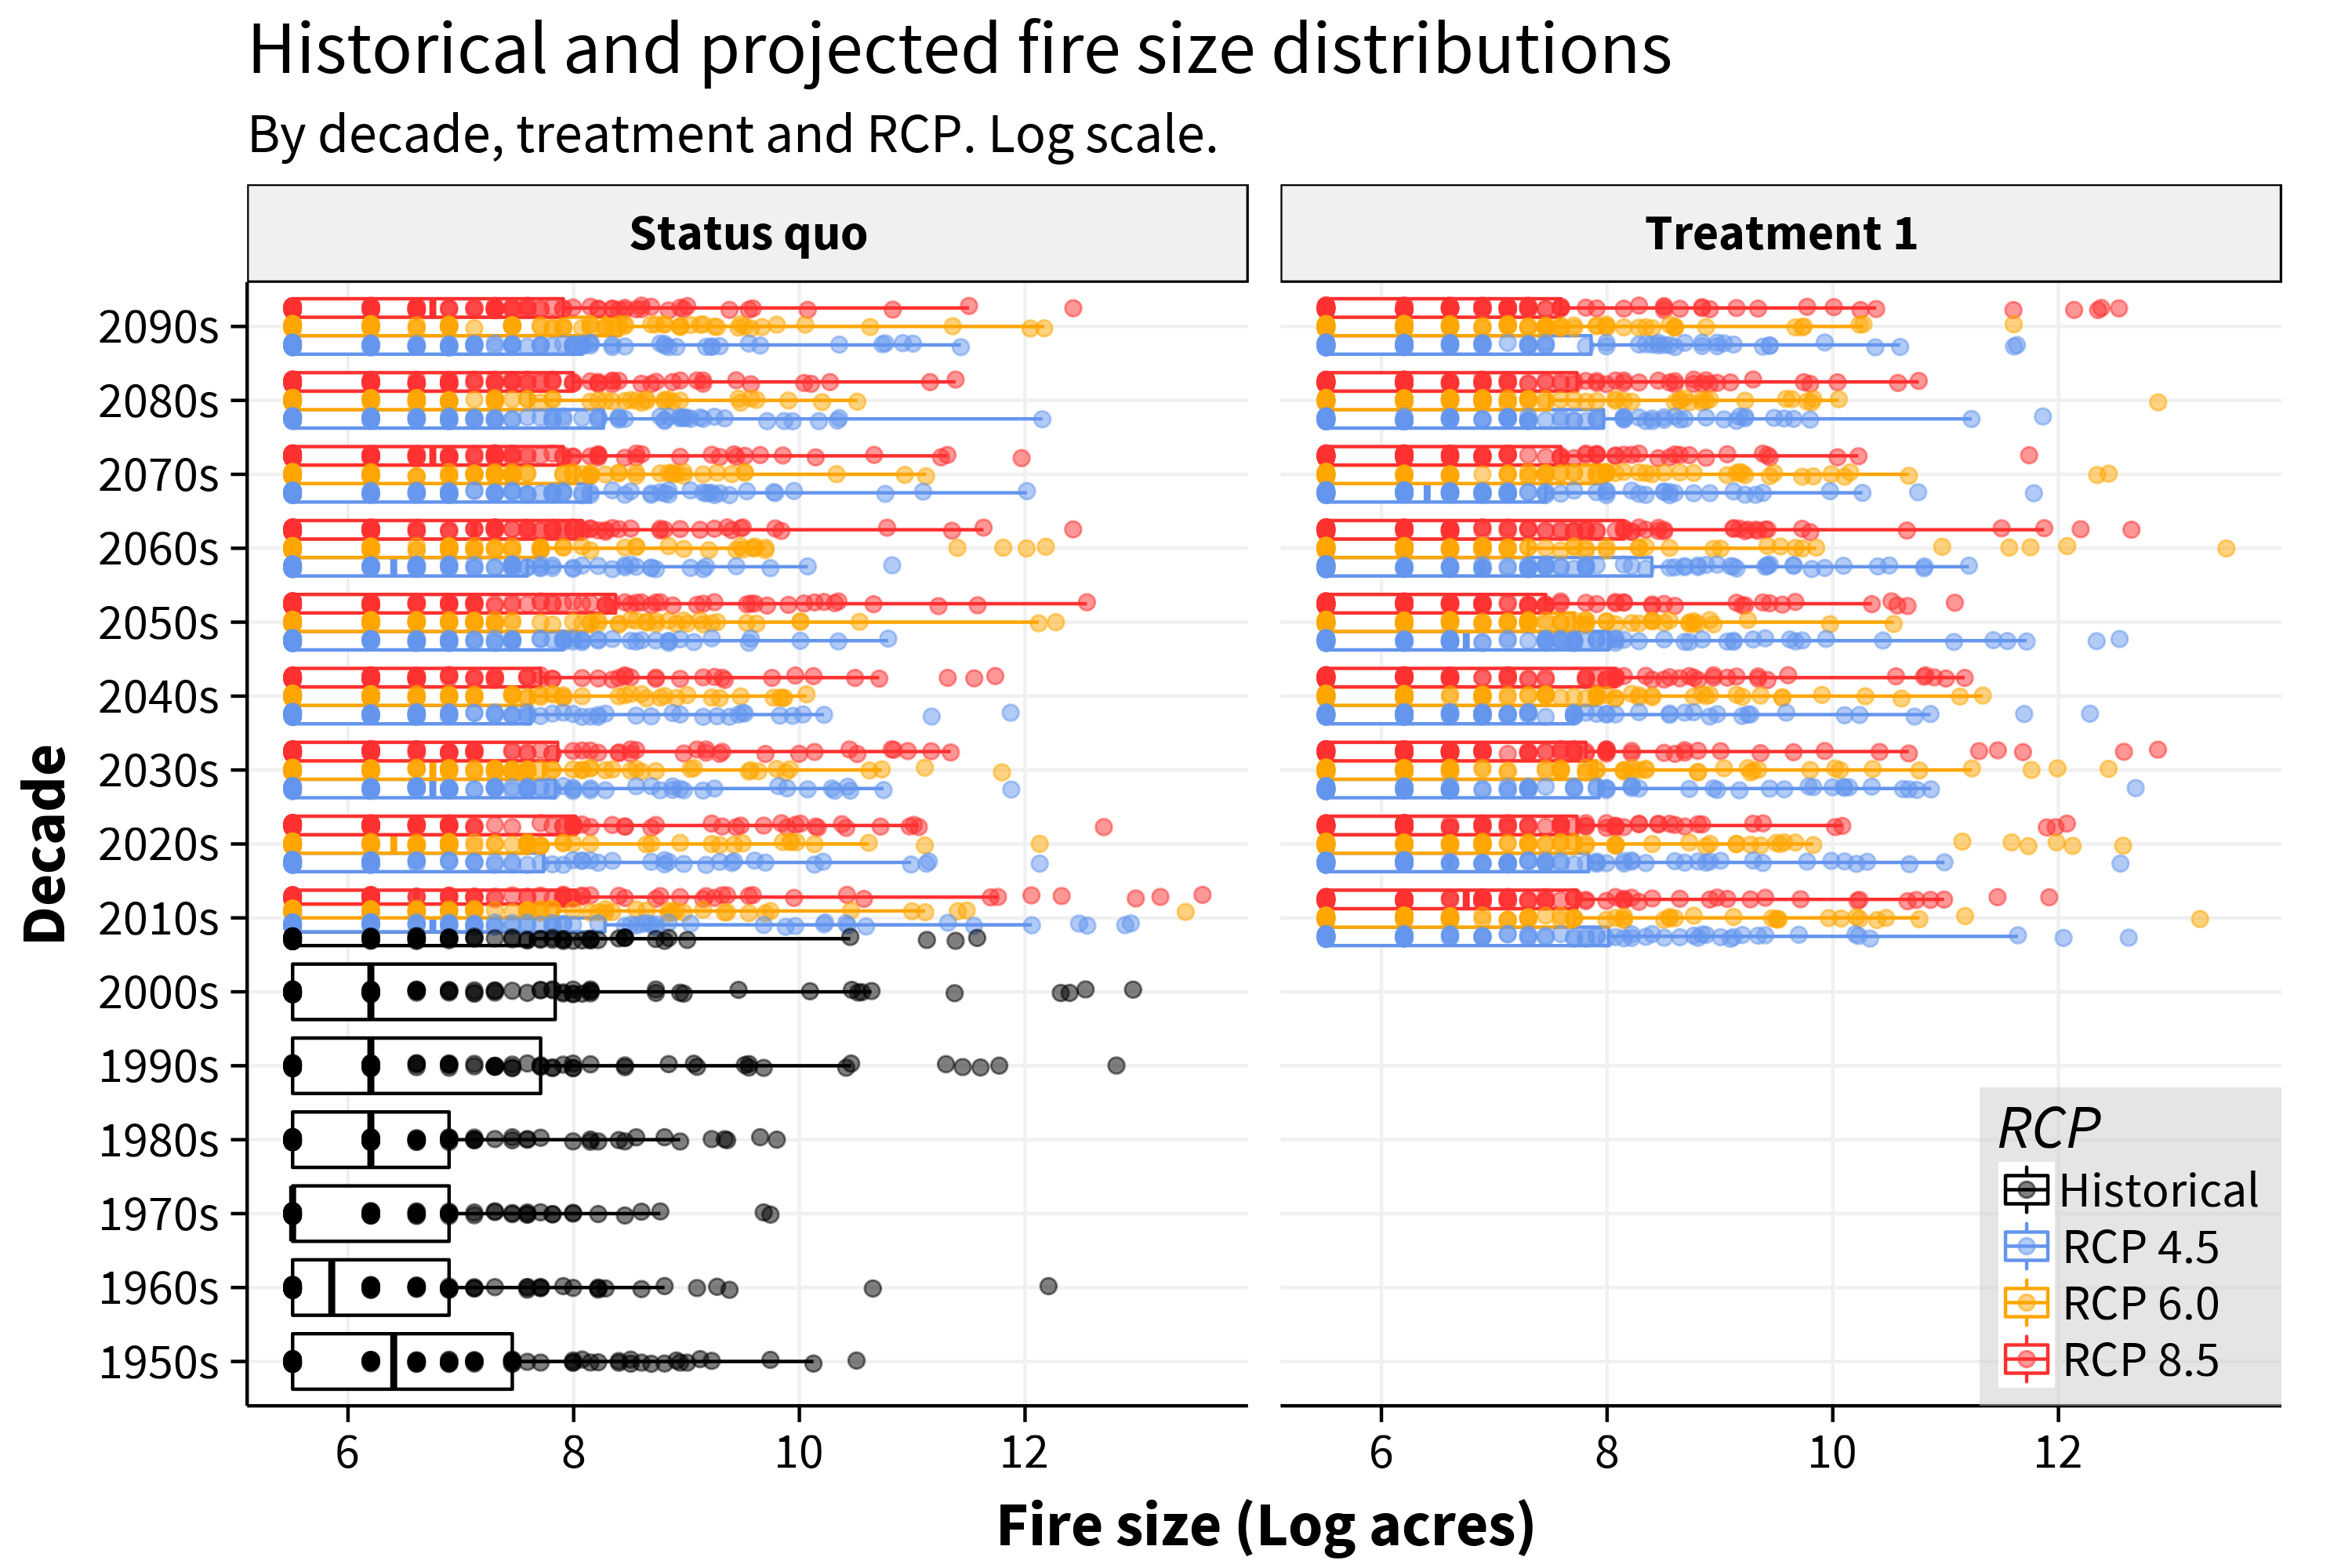 Historical and projected fire size distributions
By decade, treatment and RCP. Log scale.
Status quo
Treatment 1
Decade
2090s
2080s
2070s
2060s
2050s
2040s
2030s
2020s
2010s
2000s
1990s
1980s
1970s
1960s
1950s
6 8 10 12
6 8 10 12
Fire size (Log acres)
RCP
Historical
RCP 4.5
RCP 6.0
RCP 8.5